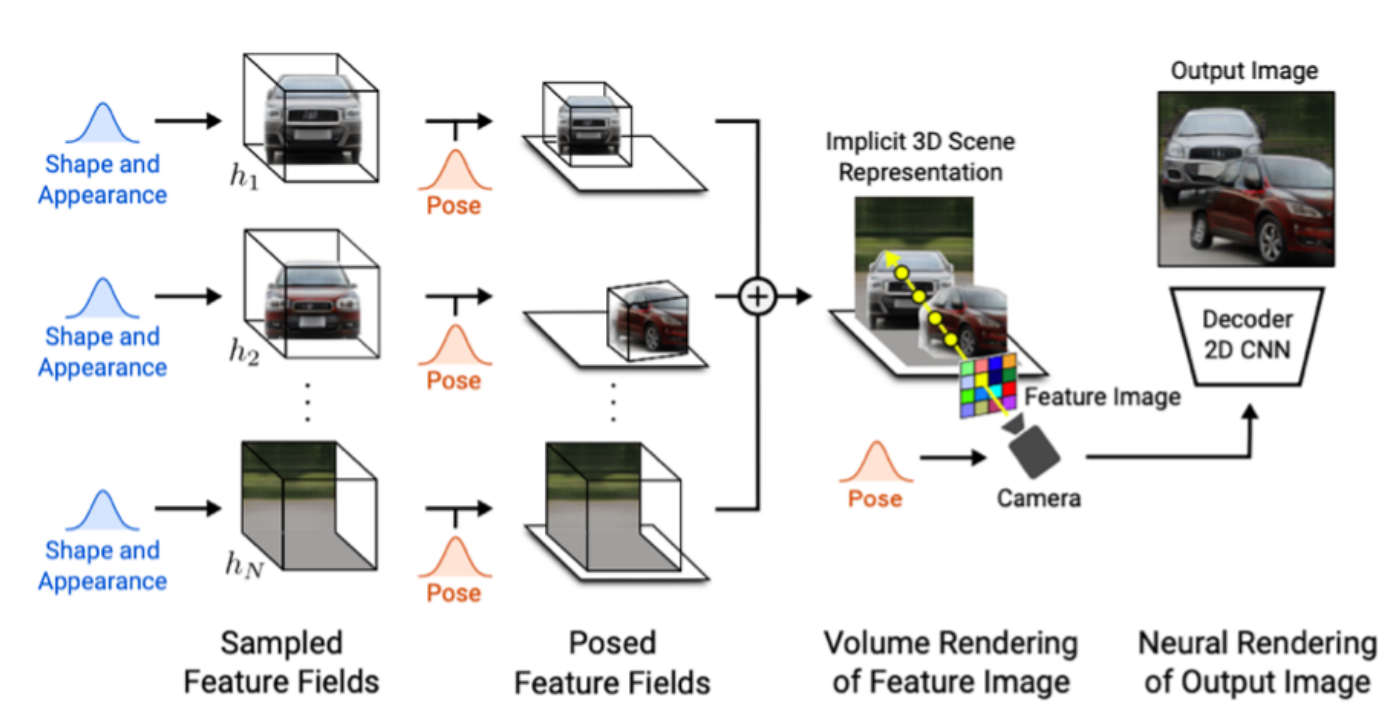 Shape and
Appearance
h1
Pose
Shape and
Appearance
h2
Pose
Shape and
Appearance
hN
Pose
+
Implicit 3D Scene
Representation
Feature Image
Pose
Camera
Output Image
Decoder
2D CNN
Sampled
Feature Fields
Posed
Feature Fields
Volume Rendering
of Feature Image
Neural Rendering
of Output Image